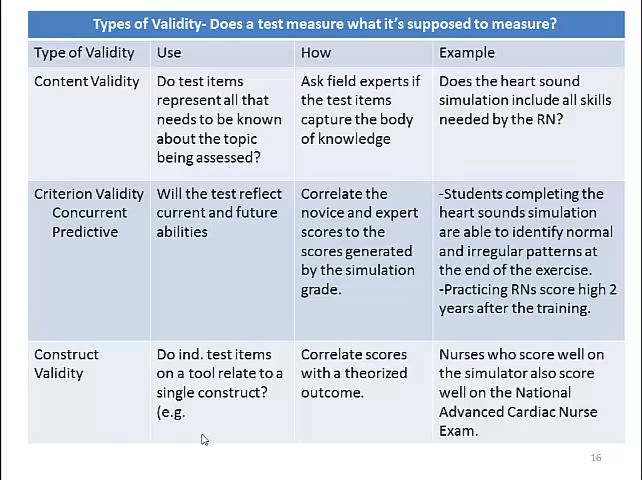 Types of Validity- Does a test measure what it's supposed to measure?
Type of Validity
Use
How
Example
Content Validity
Do test items
represent all that
needs to be known
about the topic
being assessed?
Ask field experts if
the test items
capture the body
of knowledge
Does the heart sound
simulation include all skills
needed by the RN?
Criterion Validity
Concurrent
Predictive
Will the test reflect
current and future
abilities
Correlate the
novice and expert
scores to the
scores generated
by the simulation
grade.
-Students completing the
heart sounds simulation
are able to identify normal
and irregular patterns at
the end of the exercise.
-Practicing RNs score high 2
years after the training.
Construct
Validity
Do ind. test items
on a tool relate to a
single construct?
(e.g.
Correlate scores
with a theorized
outcome.
Nurses who score well on
the simulator also score
well on the National
Advanced Cardiac Nurse
Exam.
16